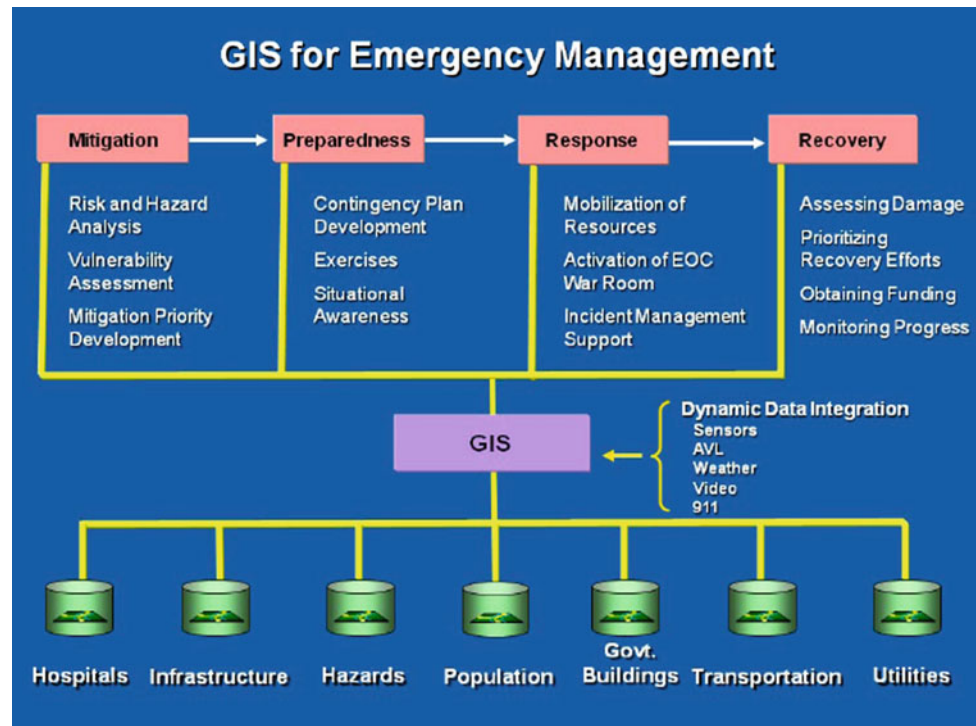 GIS for Emergency Management
Mitigation
Preparedness
Response
Recovery
Risk and Hazard
Analysis
Vulnerability
Assessment
Mitigation Priority
Development
Contingency Plan
Development
Exercises
Situational
Awareness
Mobilization of
Resources
Activation of EOC
War Room
Incident Management
Support
Assessing Damage
Prioritizing
Recovery Efforts
Obtaining Funding
Monitoring Progress
GIS
Dynamic Data Integration
Sensors
AVL
Weather
Video
911
Hospitals
Infrastructure
Hazards
Population
Govt.
Buildings
Transportation
Utilities